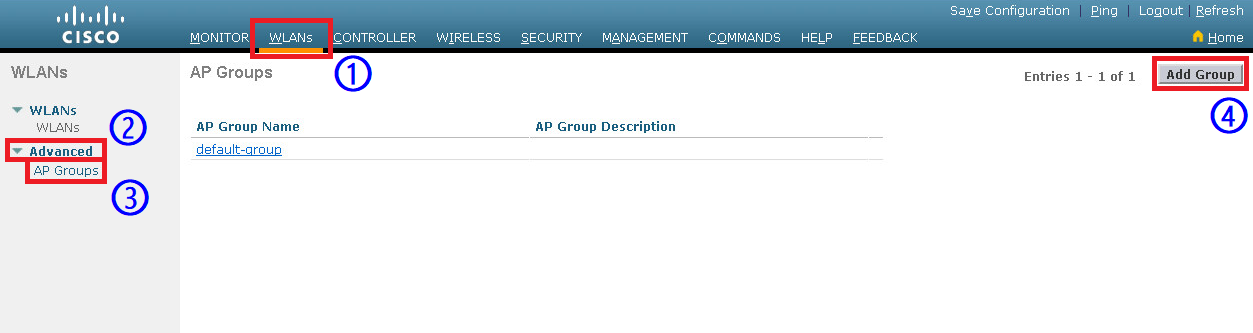 Save Configuration | Ping | Logout | Refresh
CISCO
MONITOR WLANs CONTROLLER WIRELESS SECURITY MANAGEMENT COMMANDS HELP FEEDBACK Home
1
WLANs
AP Groups
Entries 1 - 1 of 1
Add Group
4
WLANs
WLANs
2
Advanced
AP Groups
3
AP Group Name AP Group Description
default-group